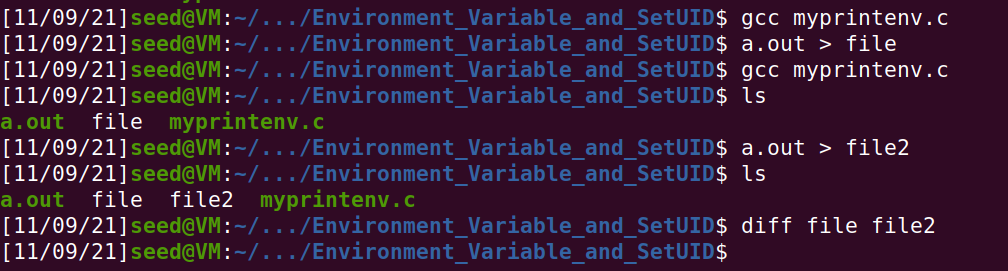 [11/09/21]seed@VM:~/.../Environment_Variable_and_SetUID$ gcc myprintenv.c
[11/09/21]seed@VM:~/.../Environment_Variable_and_SetUID$ a.out > file
[11/09/21]seed@VM:~/.../Environment_Variable_and_SetUID$ gcc myprintenv.c
[11/09/21]seed@VM:~/.../Environment_Variable_and_SetUID$ ls
a.out  file  myprintenv.c
[11/09/21]seed@VM:~/.../Environment_Variable_and_SetUID$ a.out > file2
[11/09/21]seed@VM:~/.../Environment_Variable_and_SetUID$ ls
a.out  file  file2  myprintenv.c
[11/09/21]seed@VM:~/.../Environment_Variable_and_SetUID$ diff file file2
[11/09/21]seed@VM:~/.../Environment_Variable_and_SetUID$